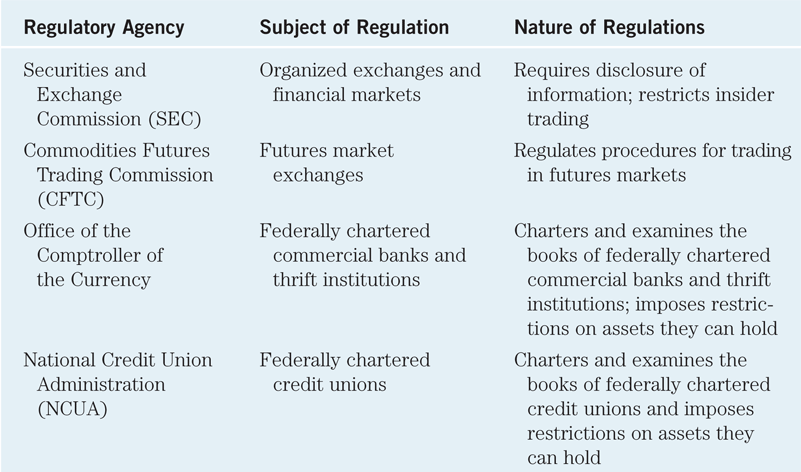 Regulatory Agency Subject of Regulation Nature of Regulations
Securities and Exchange Commission (SEC)
Organized exchanges and financial markets
Requires disclosure of information; restricts insider trading
Commodities Futures Trading Commission (CFTC)
Futures market exchanges
Regulates procedures for trading in futures markets
Office of the Comptroller of the Currency
Federally chartered commercial banks and thrift institutions
Charters and examines the books of federally chartered commercial banks and thrift institutions; imposes restric-
tions on assets they can hold
National Credit Union Administration (NCUA)
Federally chartered credit unions
Charters and examines the books of federally chartered credit unions and imposes restrictions on assets they can hold